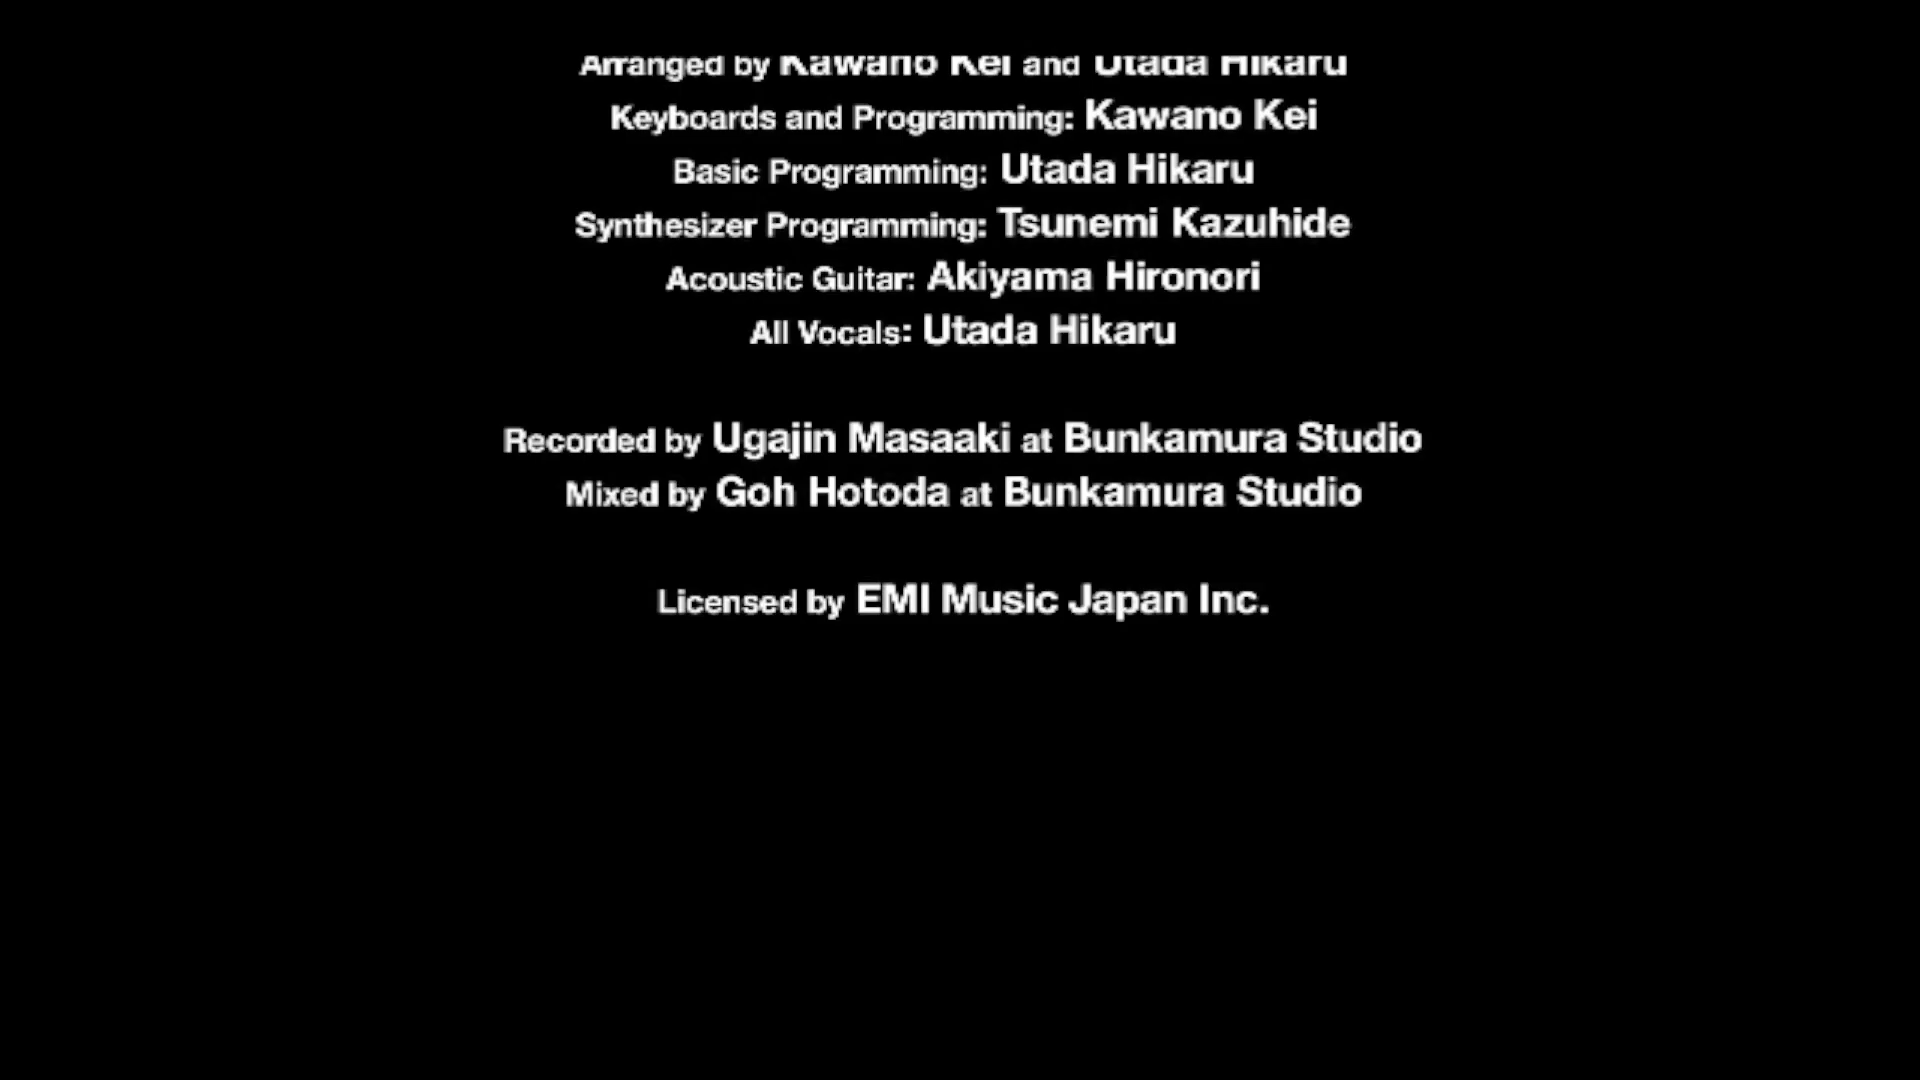 Arranged by Kawano Kei and Utada Hikaru
Keyboards and Programming: Kawano Kei
Basic Programming: Utada Hikaru
Synthesizer Programming: Tsunemi Kazuhide
Acoustic Guitar: Akiyama Hironori
All Vocals: Utada Hikaru
Recorded by Ugajin Masaaki at Bunkamura Studio
Mixed by Goh Hotoda at Bunkamura Studio
Licensed by EMI Music Japan Inc.